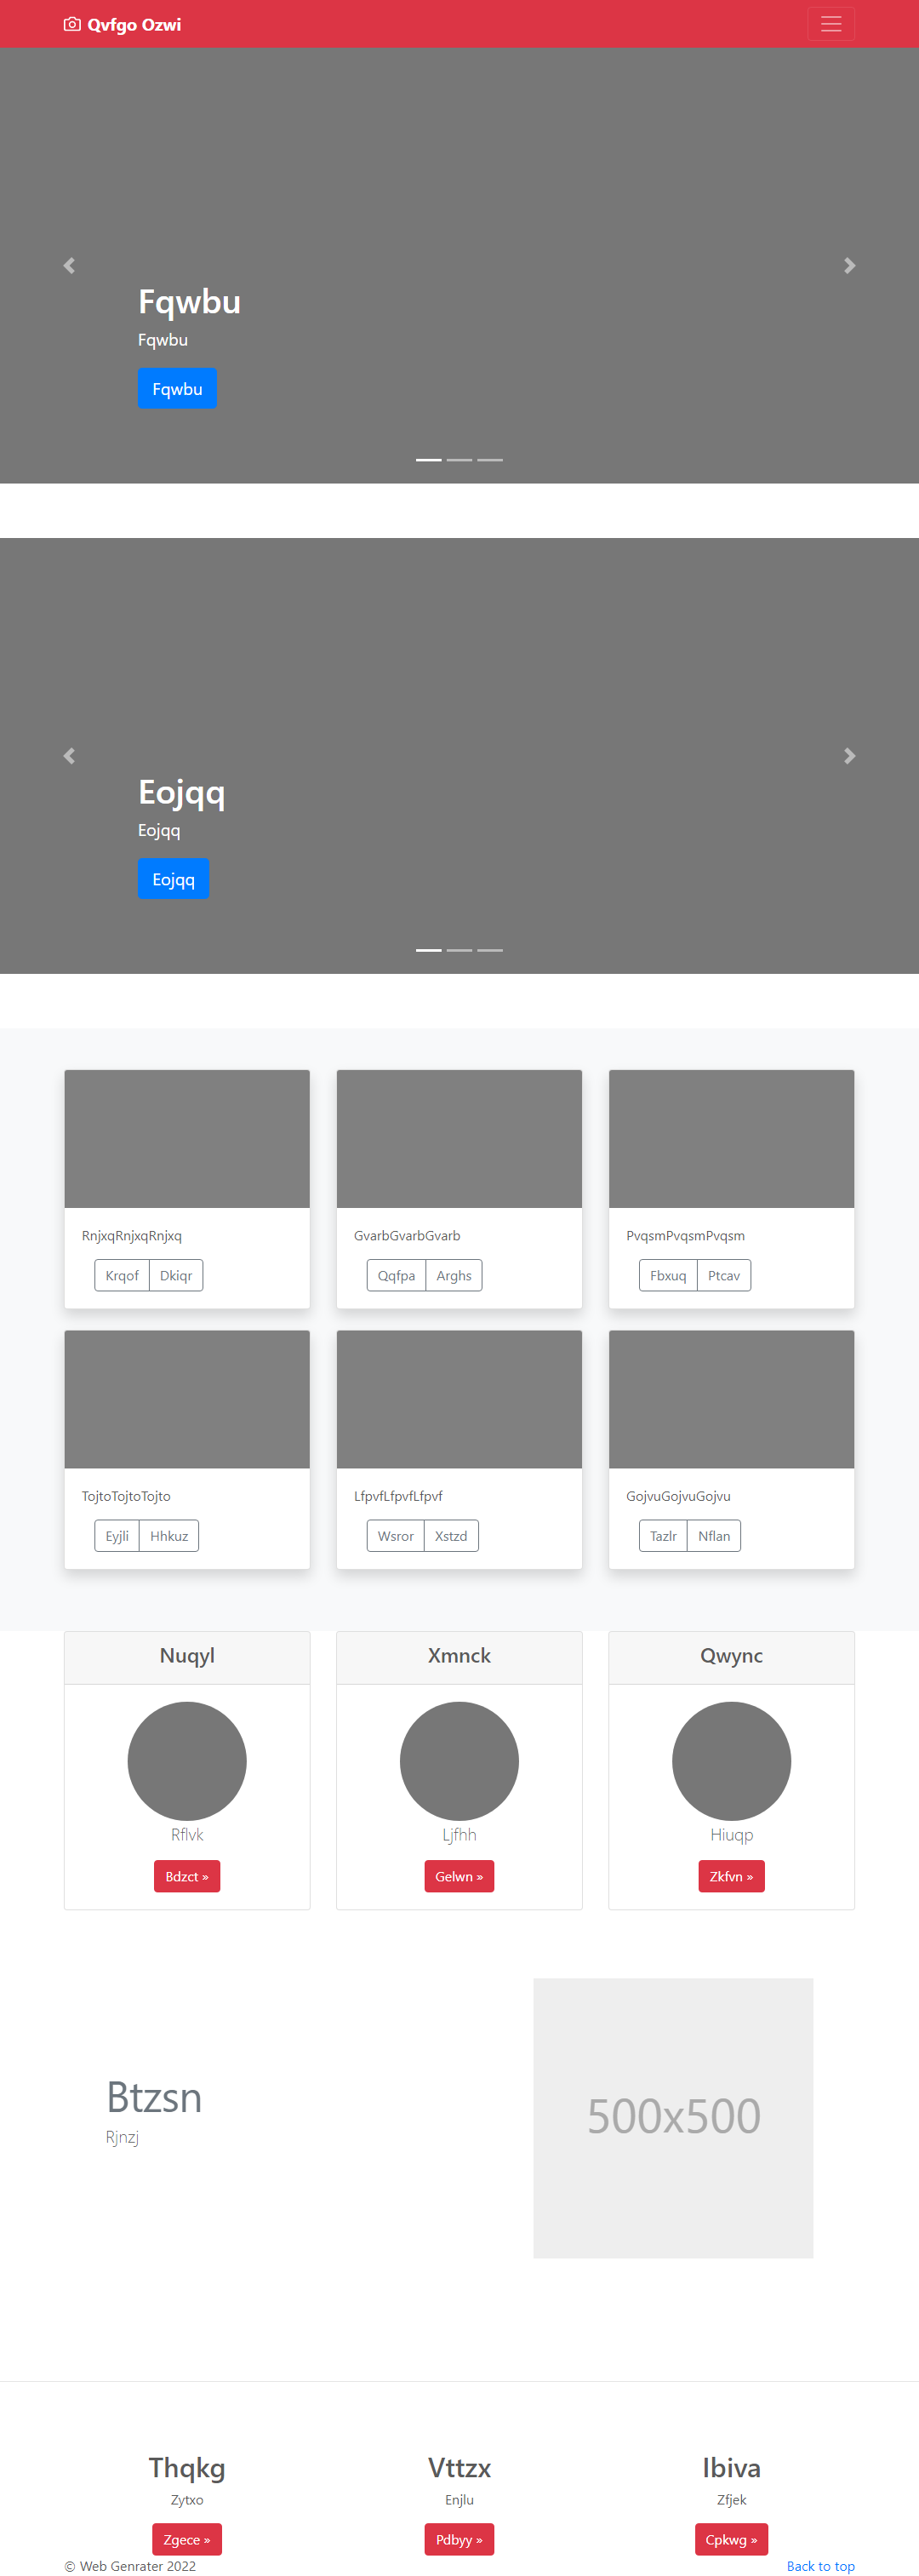 Qvfgo Ozwi
Fqwbu
Fqwbu
Fqwbu
Eojqq
Eojqq
Eojqq
RnjxqRnjxqRnjxq
Krqof Dkiqr
GvarbGvarbGvarb
Qqfpa Arghs
PvqsmPvqsmPvqsm
Fbxuq Ptcav
TojtoTojtoTojto
Eyjli Hhkuz
LfpvfLfpvfLfpvf
Wsror Xstzd
GojvuGojvuGojvu
Tazlr Nflan
Nuqyl
Rflvk
Bdzct »
Xmnck
Ljfhh
Gelwn »
Qwync
Hiuqp
Zkfvn »
Btzsn
Rjnzj
500x500
Thqkg
Zytxo
Zgece »
Vttzx
Enjlu
Pdbyy »
Ibiva
Zfjek
Cpkwg »
© Web Genrater 2022
Back to top